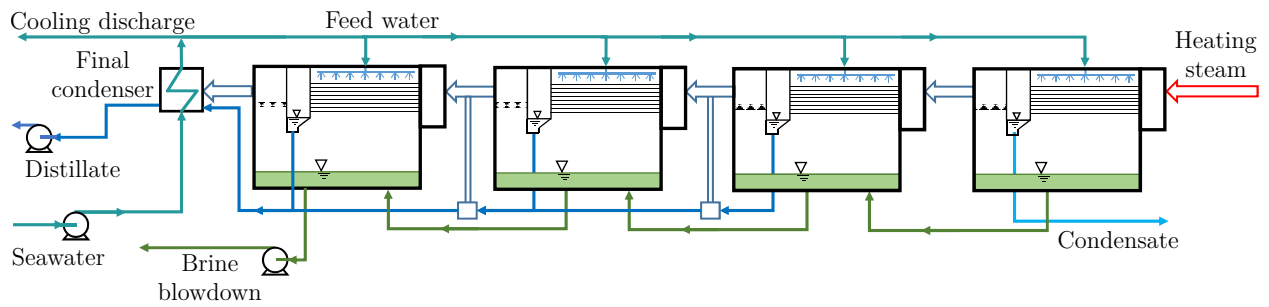 Cooling discharge
Feed water
Heating
steam
Final
condenser
Distillate
Seawater
Brine
blowdown
Condensate